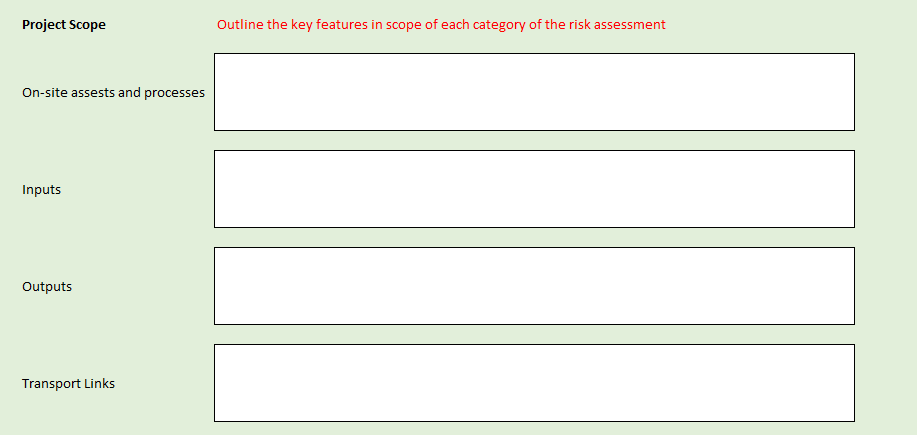 Project Scope
Outline the key features in scope of each category of the risk assessment
On-site assests and processes
Inputs
Outputs
Transport Links